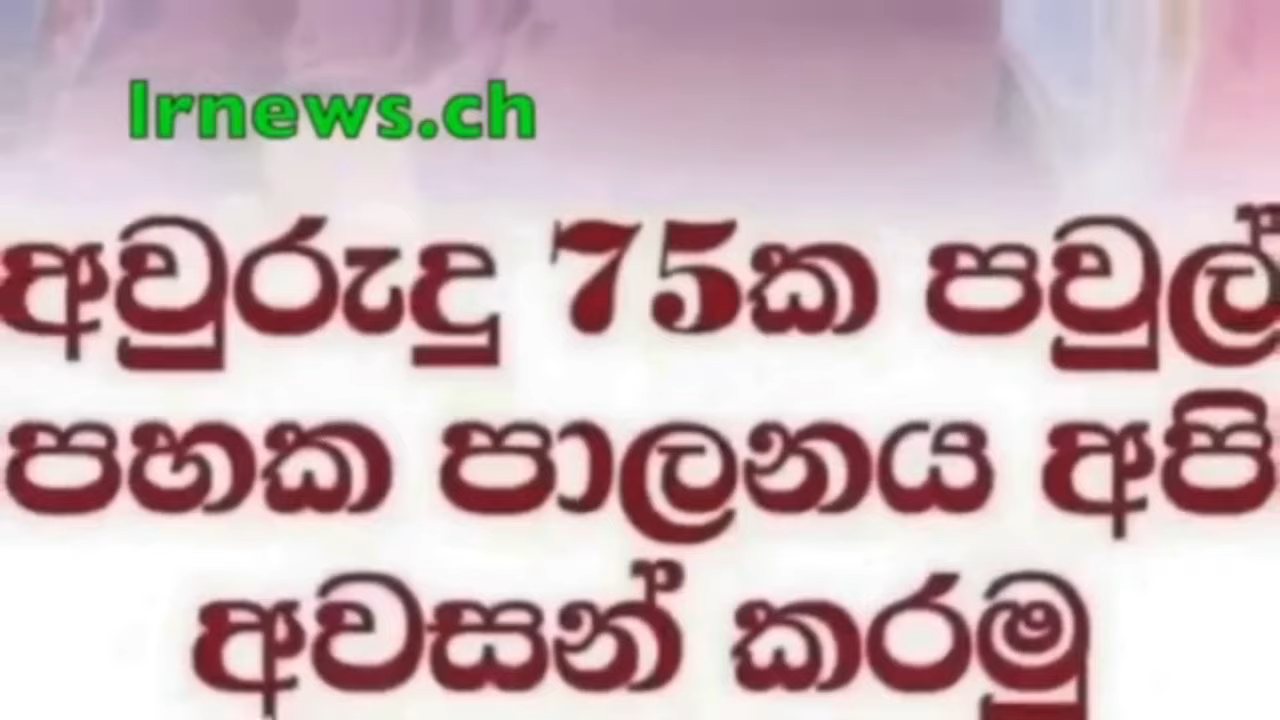 lrnews.ch
අවුරුදු 75ක පවුල්
පහක පාලනය අපි
අවසන් කරමු